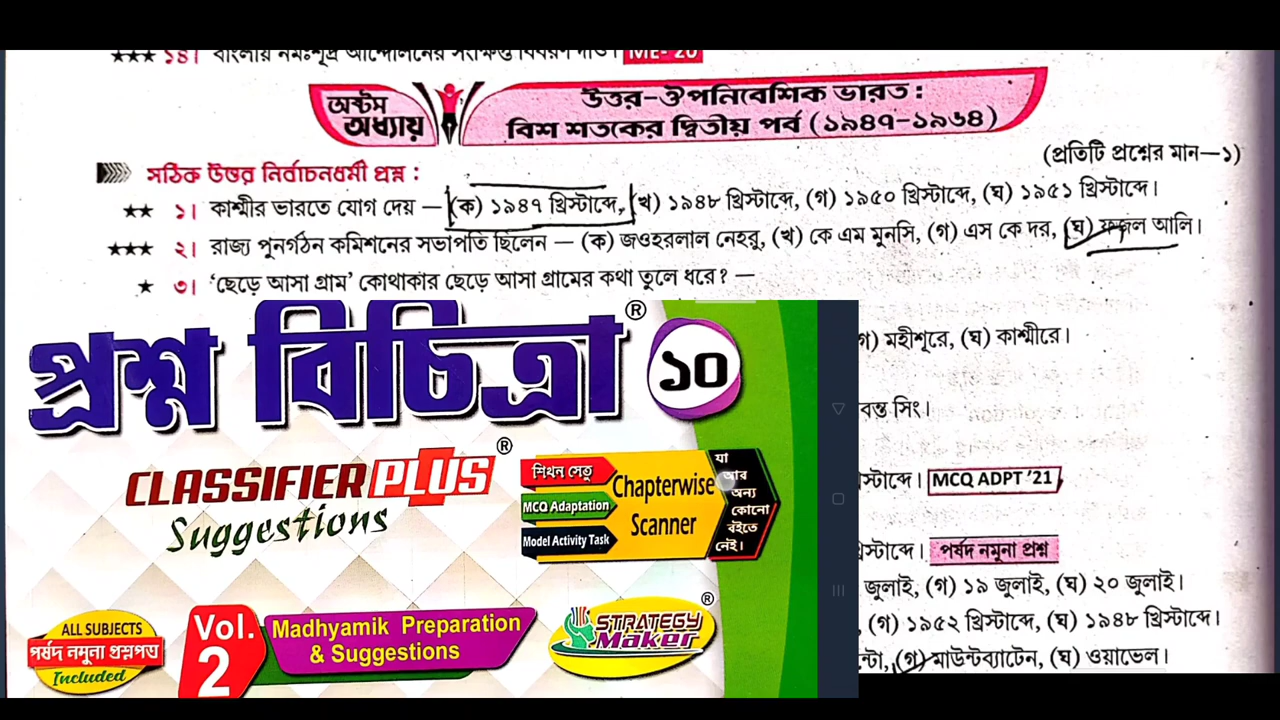 ★★★ ১৪। বাংলায় নমঃশূদ্র আন্দোলনের সংক্ষিপ্ত বিবরণ দাও। ME- 20
অষ্টম অধ্যায়
উত্তর-ঔপনিবেশিক ভারত :
বিশ শতকের দ্বিতীয় পর্ব (১৯৪৭-১৯৬৪)
(প্রতিটি প্রশ্নের মান—১)
সঠিক উত্তর নির্বাচনধর্মী প্রশ্ন :
★★ ১। কাশ্মীর ভারতে যোগ দেয় — (ক) ১৯৪৭ খ্রিস্টাব্দে, (খ) ১৯৪৮ খ্রিস্টাব্দে, (গ) ১৯৫০ খ্রিস্টাব্দে, (ঘ) ১৯৫১ খ্রিস্টাব্দে।
★★★ ২। রাজ্য পুনর্গঠন কমিশনের সভাপতি ছিলেন — (ক) জওহরলাল নেহরু, (খ) কে এম মুনসি, (গ) এস কে দর, (ঘ) ফজল আলি।
★ ৩। ‘ছেড়ে আসা গ্রাম’ কোথাকার ছেড়ে আসা গ্রামের কথা তুলে ধরে? —
গ) মহীশূরে, (ঘ) কাশ্মীরে।
বন্ত সিং।
স্টাব্দে। MCQ ADPT '21
খ্রিস্টাব্দে। পর্ষদ নমুনা প্রশ্ন
জুলাই, (গ) ১৯ জুলাই, (ঘ) ২০ জুলাই।
, (গ) ১৯৫২ খ্রিস্টাব্দে, (ঘ) ১৯৪৮ খ্রিস্টাব্দে।
ন্টো, (গ) মাউন্টব্যাটেন, (ঘ) ওয়াভেল।
প্রশ্ন বিচিত্রা ® ১০
CLASSIFIER PLUS ®
Suggestions
শিখন সেতু
MCQ Adaptation
Model Activity Task
Chapterwise
Scanner
যা
আর
অন্য
কোনো
বইতে
নেই।
ALL SUBJECTS
পর্ষদ নমুনা প্রশ্নপত্র
Included
Vol.
2
Madhyamik Preparation
& Suggestions
STRATEGY ®
Maker